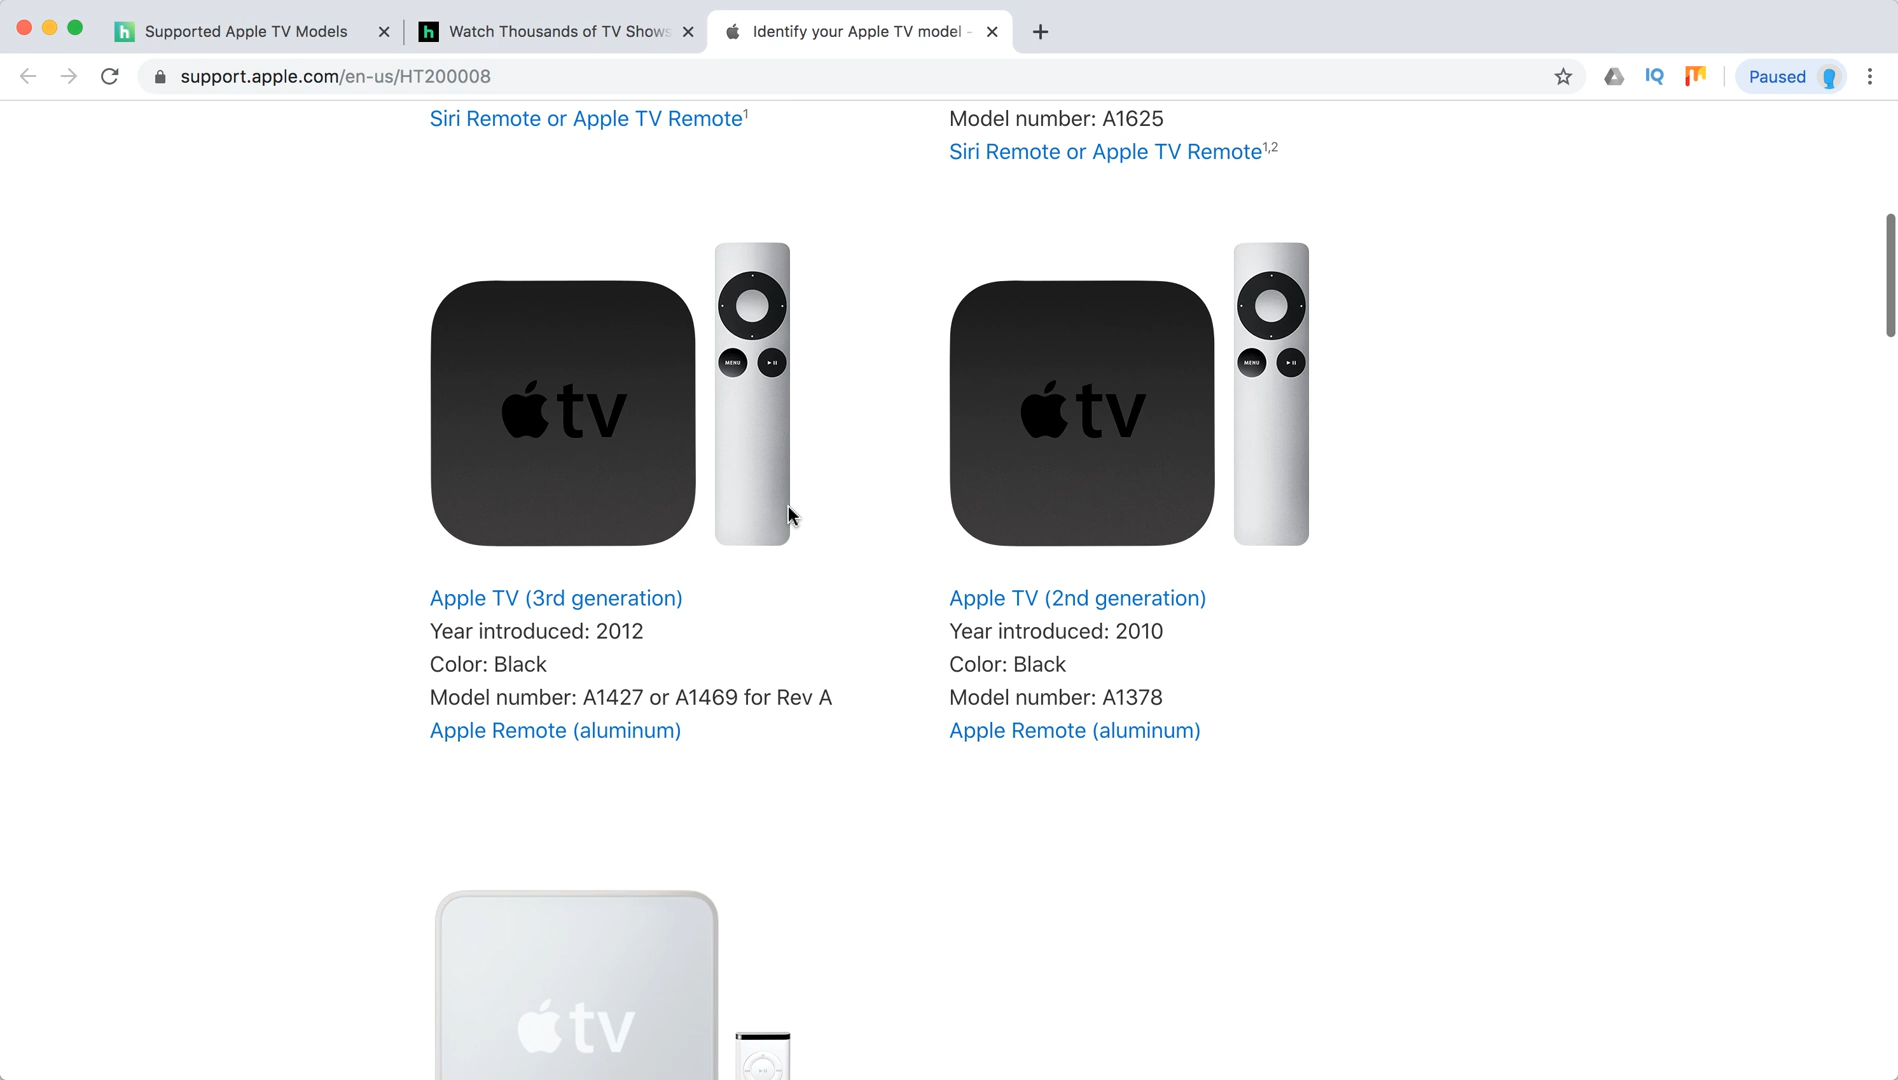 Supported Apple TV Models
Watch Thousands of TV Shows
Identify your Apple TV model -
support.apple.com/en-us/HT200008
IQ
Paused
Siri Remote or Apple TV Remote1
Model number: A1625
Siri Remote or Apple TV Remote1,2
MENU
tv
MENU
tv
Apple TV (3rd generation)
Year introduced: 2012
Color: Black
Model number: A1427 or A1469 for Rev A
Apple Remote (aluminum)
Apple TV (2nd generation)
Year introduced: 2010
Color: Black
Model number: A1378
Apple Remote (aluminum)
tv